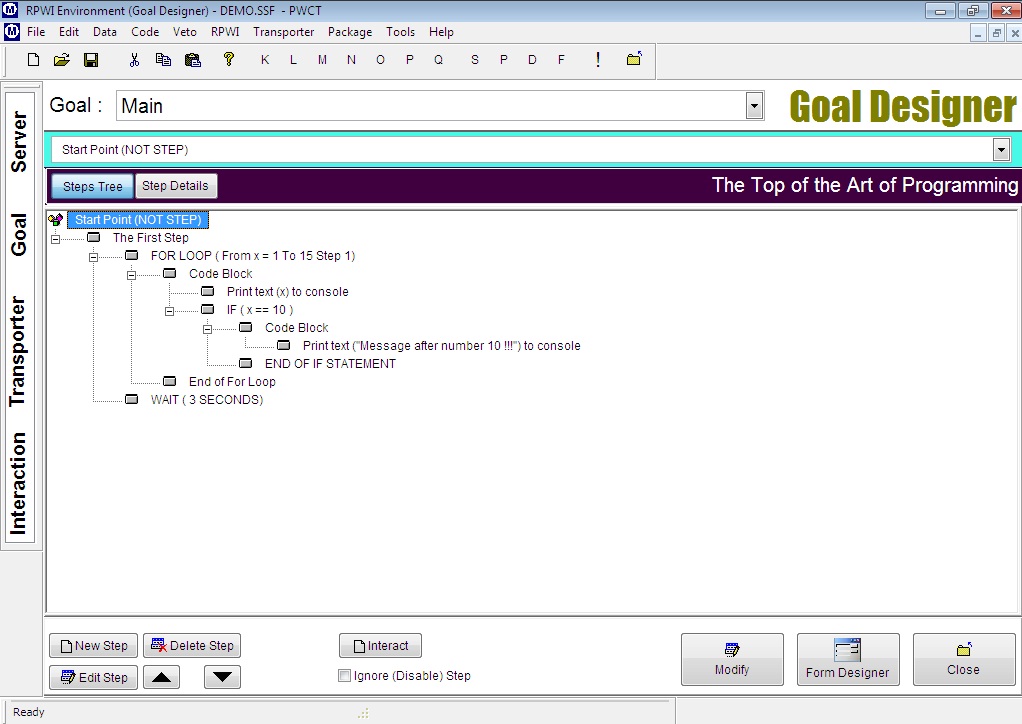 RPWI Environment (Goal Designer) - DEMO.SSF - PWCT
File Edit Data Code Veto RPWI Transporter Package Tools Help
K L M N O P Q S P D F !
Goal : Main
Goal Designer
Start Point (NOT STEP)
Steps Tree Step Details
The Top of the Art of Programming
Start Point (NOT STEP)
The First Step
FOR LOOP ( From x = 1 To 15 Step 1)
Code Block
Print text (x) to console
IF ( x == 10 )
Code Block
Print text ("Message after number 10 !!!") to console
END OF IF STATEMENT
End of For Loop
WAIT ( 3 SECONDS)
Server
Goal
Transporter
Interaction
New Step Delete Step Interact
Edit Step Ignore (Disable) Step
Modify Form Designer Close
Ready